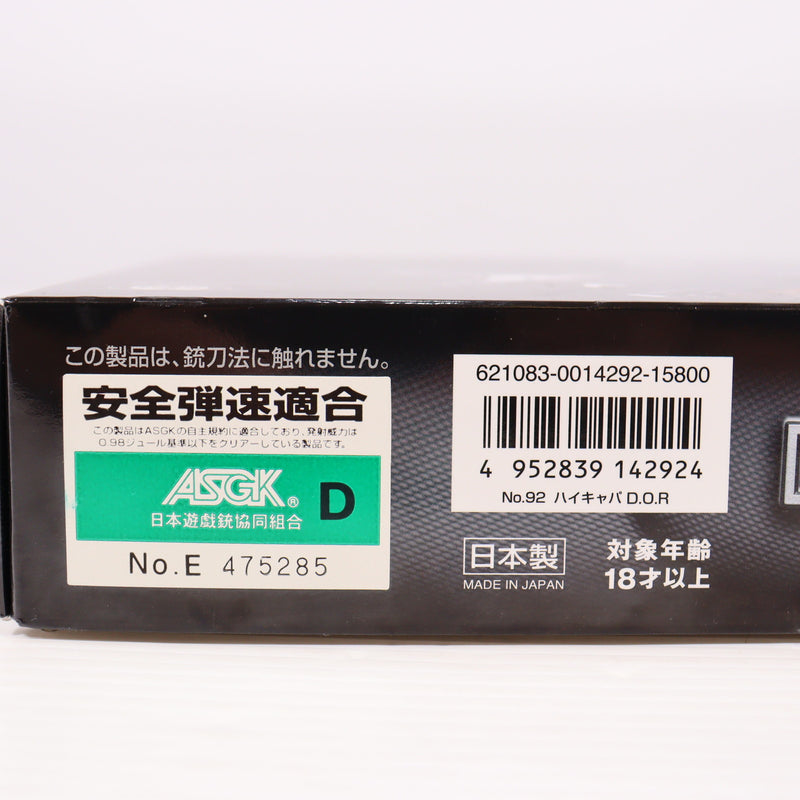 この製品は、銃刀法に触れません。
安全弾速適合
この製品はASGKの自主規約に適合しており、発射威力は
0.98ジュール基準以下をクリアーしている製品です。
ASGK® D
日本遊戯銃協同組合
No.E 475285
621083-0014292-15800
4 952839 142924
No.92 ハイキャパ D.O.R
日本製
MADE IN JAPAN
対象年齢
18才以上